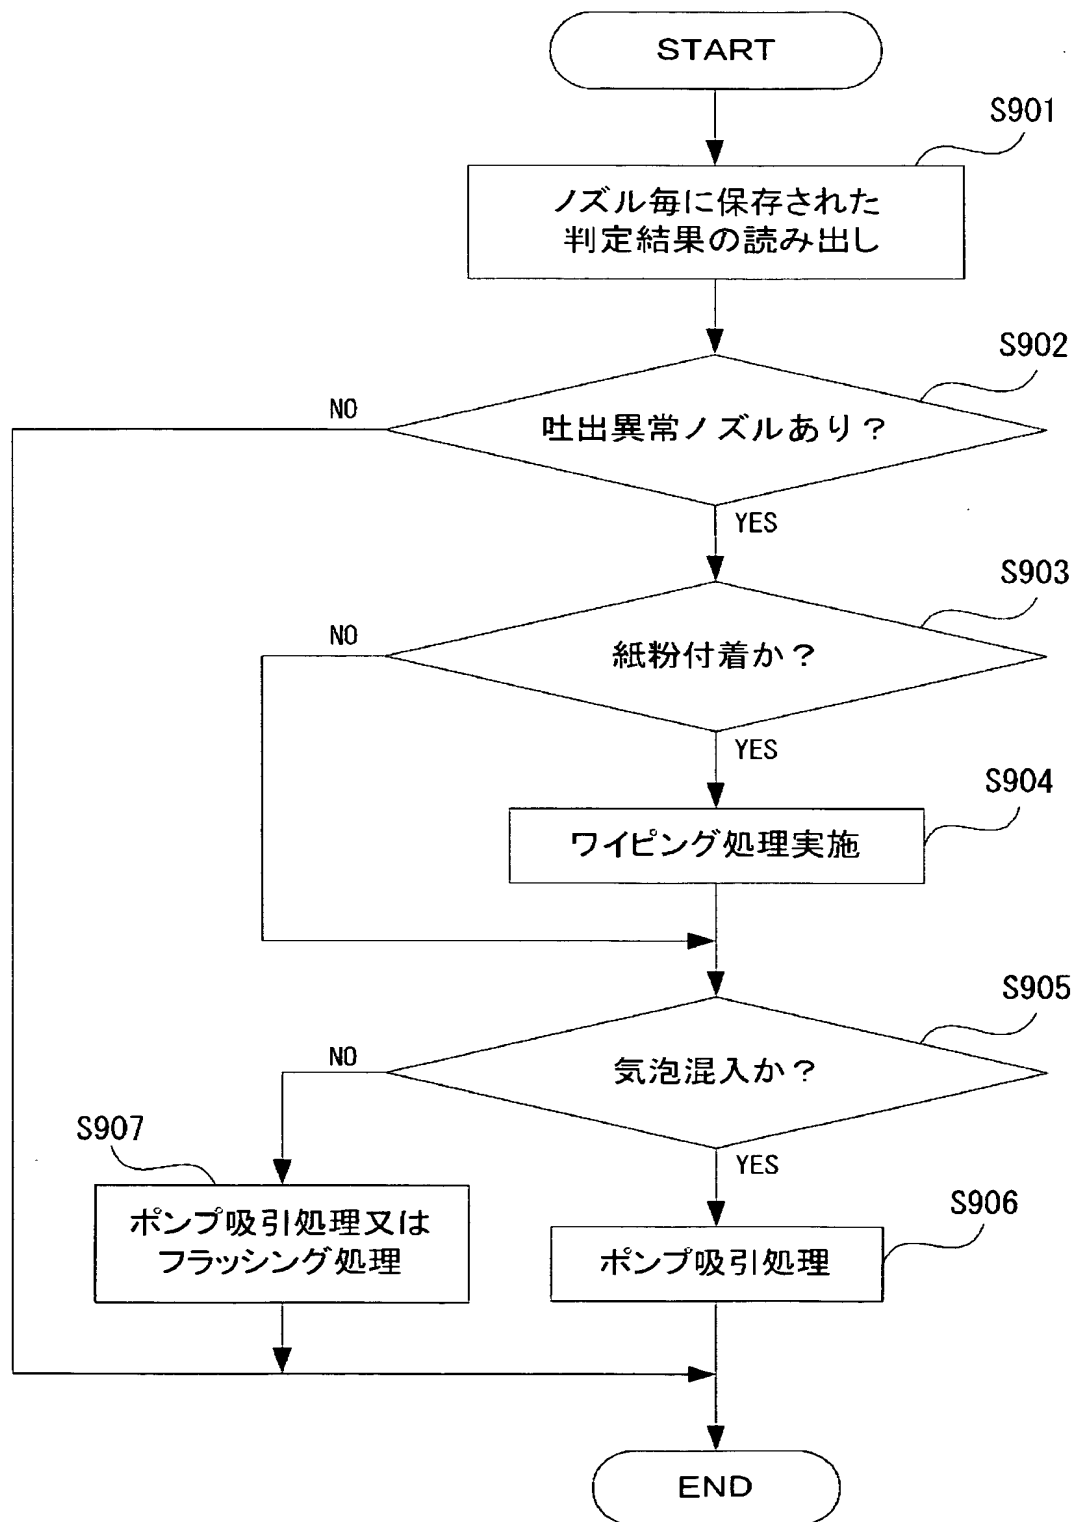 START
S901
ノズル毎に保存された
判定結果の読み出し
S902
NO
吐出異常ノズルあり？
YES
S903
NO
紙粉付着か？
YES
S904
ワイピング処理実施
S905
NO
気泡混入か？
S907
YES
ポンプ吸引処理又は
フラッシング処理
S906
ポンプ吸引処理
END